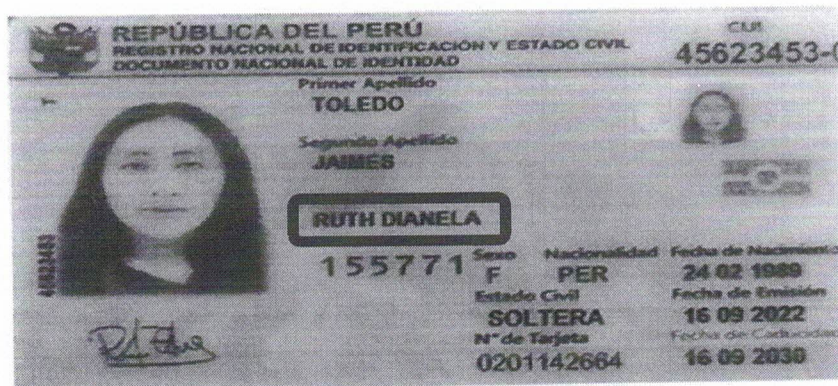 REPÚBLICA DEL PERÚ
REGISTRO NACIONAL DE IDENTIFICACIÓN Y ESTADO CIVIL
DOCUMENTO NACIONAL DE IDENTIDAD
CUI
45623453-
Primer Apellido
TOLEDO
Segundo Apellido
JAIMES
RUTH DIANELA
155771
Sexo Nacionalidad Fecha de Nacimiento
F PER 24 02 1989
Estado Civil Fecha de Emisión
SOLTERA 16 09 2022
N° de Tarjeta Fecha de Caducidad
0201142664 16 09 2030
45623453